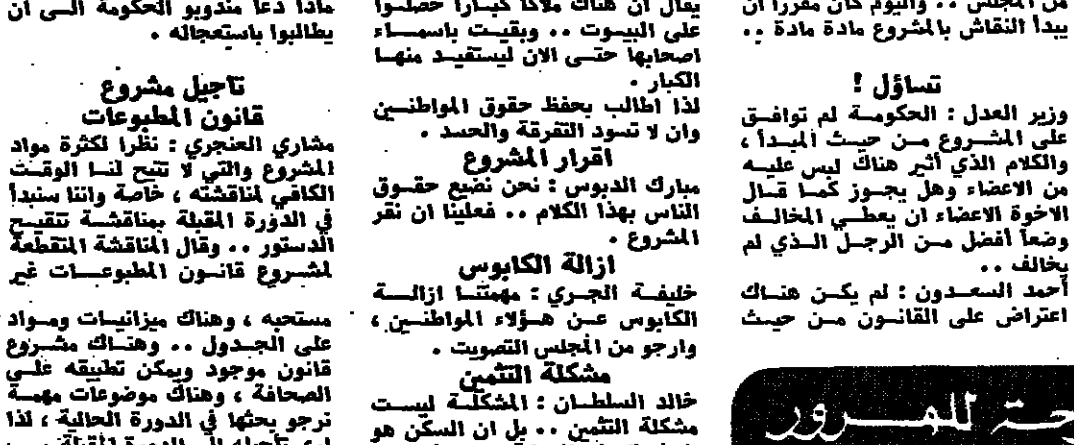 من المجلس .. واليوم كان مقررا ان
يبدأ النقاش بالمشروع مادة مادة ..
تساؤل !
وزير العدل : الحكومة لم توافق
على المشروع من حيث المبدأ ،
والكلام الذي أثير هناك ليس عليه
من الاعضاء وهل يجوز كما قال
الاخوة الاعضاء ان يعطي المخالف
وضعاً أفضل من الرجل الذي لم
يخالف ..
أحمد السعدون : لم يكن هناك
اعتراض على القانون من حيث
يقال ان هناك ملاكا كبارا حصلوا
على البيوت .. وبقيت باسماء
اصحابها حتى الان ليستفيد منها
الكبار .
لذا اطالب بحفظ حقوق المواطنين
وان لا تسود التفرقة والحسد .
اقرار المشروع
مبارك الدبوس : نحن نضيع حقوق
الناس بهذا الكلام .. فعلينا ان نقر
المشروع .
ازالة الكابوس
خليفة الجري : مهمتنا ازالة
الكابوس عن هؤلاء المواطنين ،
وارجو من المجلس التصويت .
مشكلة التثمين
خالد السلطان : المشكلة ليست
مشكلة التثمين .. بل ان السكن هو
ماذا دعا مندوبو الحكومة الى ان
يطالبوا باستعجاله .
تاجيل مشروع
قانون المطبوعات
مشاري العنجري : نظرا لكثرة مواد
المشروع والتي لا تتيح لنا الوقت
الكافي لمناقشته ، خاصة واننا سنبدأ
في الدورة المقبلة بمناقشة تنقيح
الدستور .. وقال المناقشة المتقطعة
لمشروع قانون المطبوعات غير
مستحبه ، وهناك ميزانيات ومواد
على الجدول .. وهناك مشروع
قانون موجود ويمكن تطبيقه على
الصحافة ، وهناك موضوعات مهمة
نرجو بحثها في الدورة الحالية ، لذا